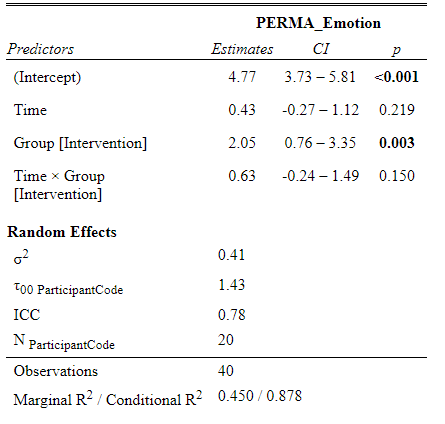 PERMA_Emotion
Predictors Estimates CI p
(Intercept) 4.77 3.73 – 5.81 <0.001
Time 0.43 -0.27 – 1.12 0.219
Group [Intervention] 2.05 0.76 – 3.35 0.003
Time × Group 0.63 -0.24 – 1.49 0.150
[Intervention]
Random Effects
σ² 0.41
τ₀₀ ParticipantCode 1.43
ICC 0.78
N ParticipantCode 20
Observations 40
Marginal R² / Conditional R² 0.450 / 0.878